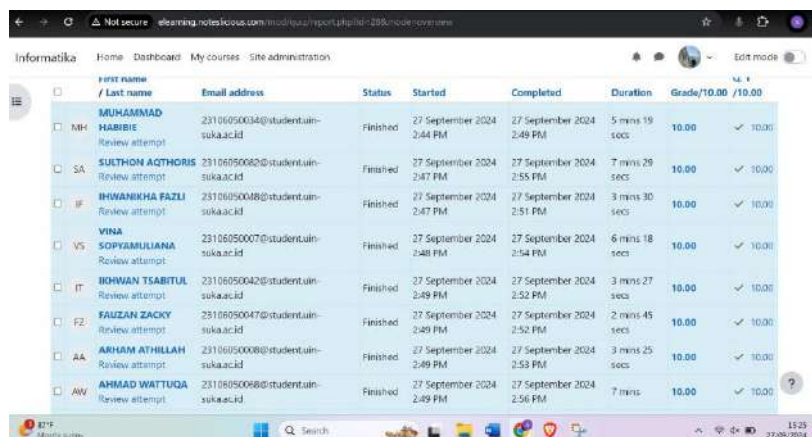 Not secure elearning.noteslicious.com/mod/quiz/report.php?id=28&mode=overview
Informatika Home Dashboard My courses Site administration Edit mode
First name
/ Last name Email address Status Started Completed Duration Grade/10.00 /10.00
MUHAMMAD
MH HABIBIE 23106050034@student.uin- Finished 27 September 2024 27 September 2024 5 mins 19 10.00 ✓ 10.00
Review attempt suka.ac.id 2:44 PM 2:49 PM secs
SA SULTHON AQTHORIS 23106050082@student.uin- Finished 27 September 2024 27 September 2024 7 mins 29 10.00 ✓ 10.00
Review attempt suka.ac.id 2:47 PM 2:55 PM secs
IF IHWANIKHA FAZLI 23106050048@student.uin- Finished 27 September 2024 27 September 2024 3 mins 30 10.00 ✓ 10.00
Review attempt suka.ac.id 2:47 PM 2:51 PM secs
VINA
VS SOPYAMULIANA 23106050007@student.uin- Finished 27 September 2024 27 September 2024 6 mins 18 10.00 ✓ 10.00
Review attempt suka.ac.id 2:48 PM 2:54 PM secs
IT IKHWAN TSABITUL 23106050042@student.uin- Finished 27 September 2024 27 September 2024 3 mins 27 10.00 ✓ 10.00
Review attempt suka.ac.id 2:49 PM 2:52 PM secs
FZ FAUZAN ZACKY 23106050047@student.uin- Finished 27 September 2024 27 September 2024 2 mins 45 10.00 ✓ 10.00
Review attempt suka.ac.id 2:49 PM 2:52 PM secs
AA ARHAM ATHILLAH 23106050008@student.uin- Finished 27 September 2024 27 September 2024 3 mins 25 10.00 ✓ 10.00
Review attempt suka.ac.id 2:49 PM 2:53 PM secs
AW AHMAD WATTUQA 23106050068@student.uin- Finished 27 September 2024 27 September 2024 7 mins 10.00 ✓ 10.00
Review attempt suka.ac.id 2:49 PM 2:56 PM
?
Mostly sunny Search 27/09/2024